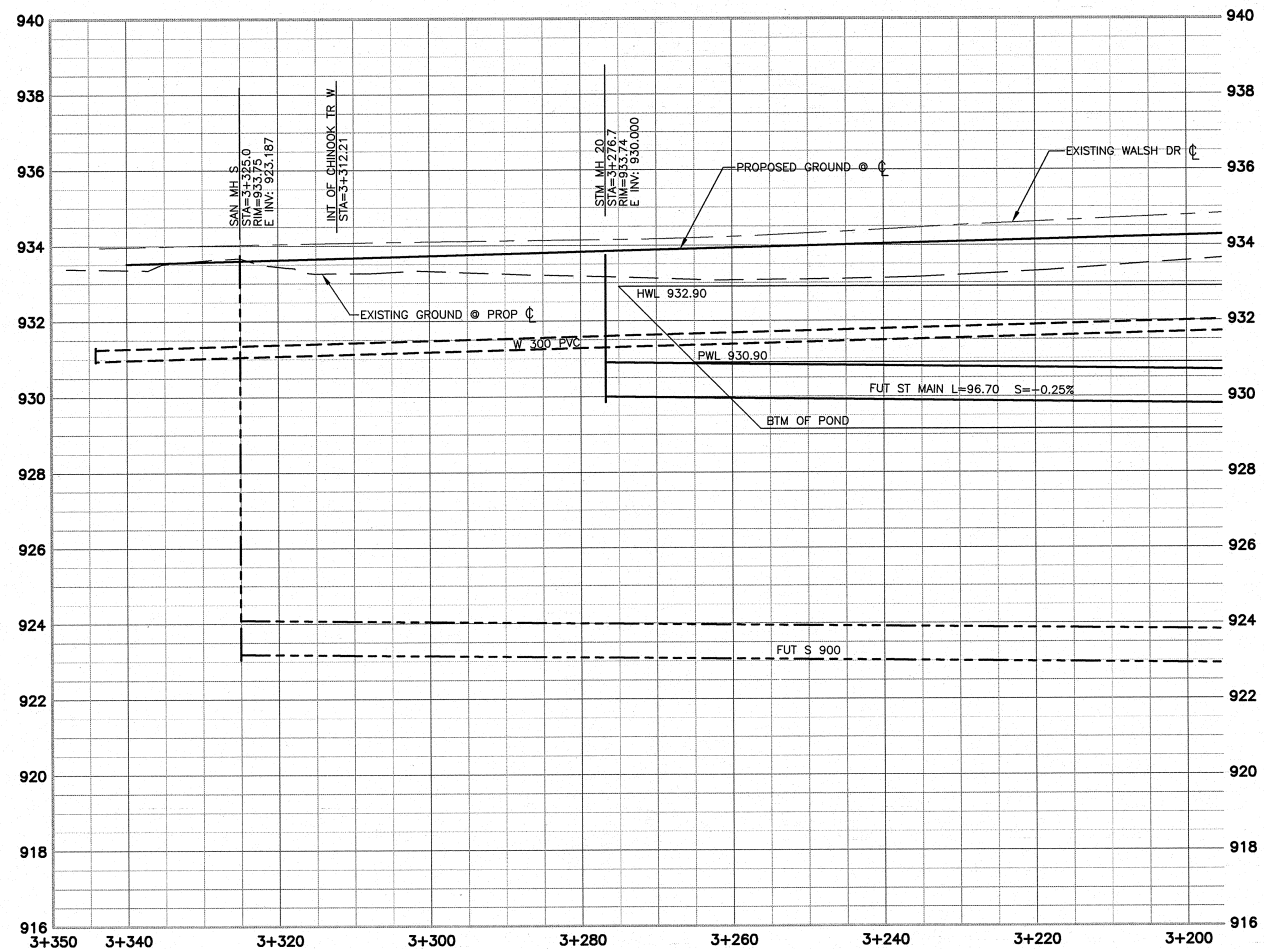 940
940
938
938
936
936
934
934
932
932
930
930
928
928
926
926
924
924
922
922
920
920
918
918
916
916
SAN MH S
STA=3+325.0
RIM=933.75
E INV: 923.187
INT OF CHINOOK TR W
STA=3+312.21
STM MH 20
STA=3+276.7
RIM=933.74
E INV: 930.000
PROPOSED GROUND @ ℄
EXISTING WALSH DR ℄
EXISTING GROUND @ PROP ℄
HWL 932.90
W 300 PVC
PWL 930.90
FUT ST MAIN L=96.70 S=-0.25%
BTM OF POND
FUT S 900
3+350 3+340 3+320 3+300 3+280 3+260 3+240 3+220 3+200